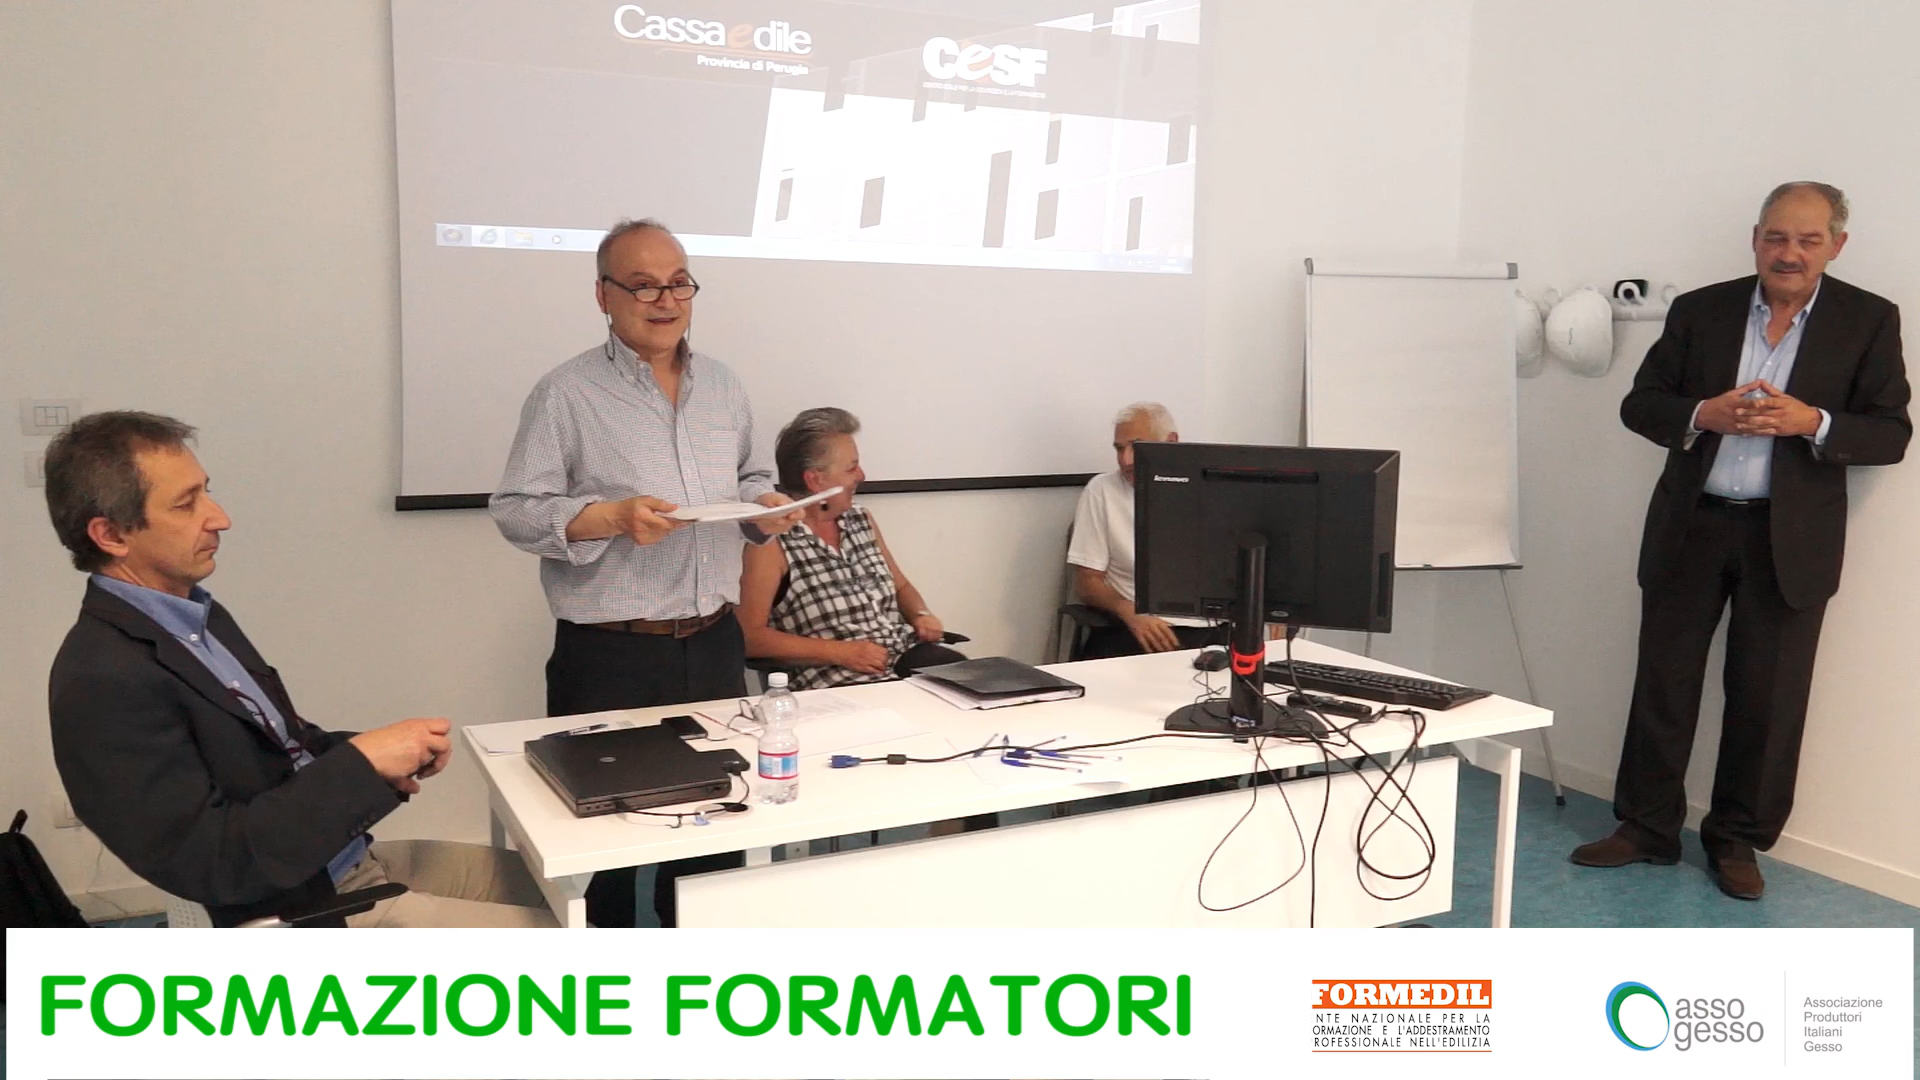 Cassaedile
Provincia di Perugia
CeSF
lenovo
FORMAZIONE FORMATORI
FORMEDIL
NTE NAZIONALE PER LA
ORMAZIONE E L'ADDESTRAMENTO
ROFESSIONALE NELL'EDILIZIA
asso
gesso
Associazione
Produttori
Italiani
Gesso